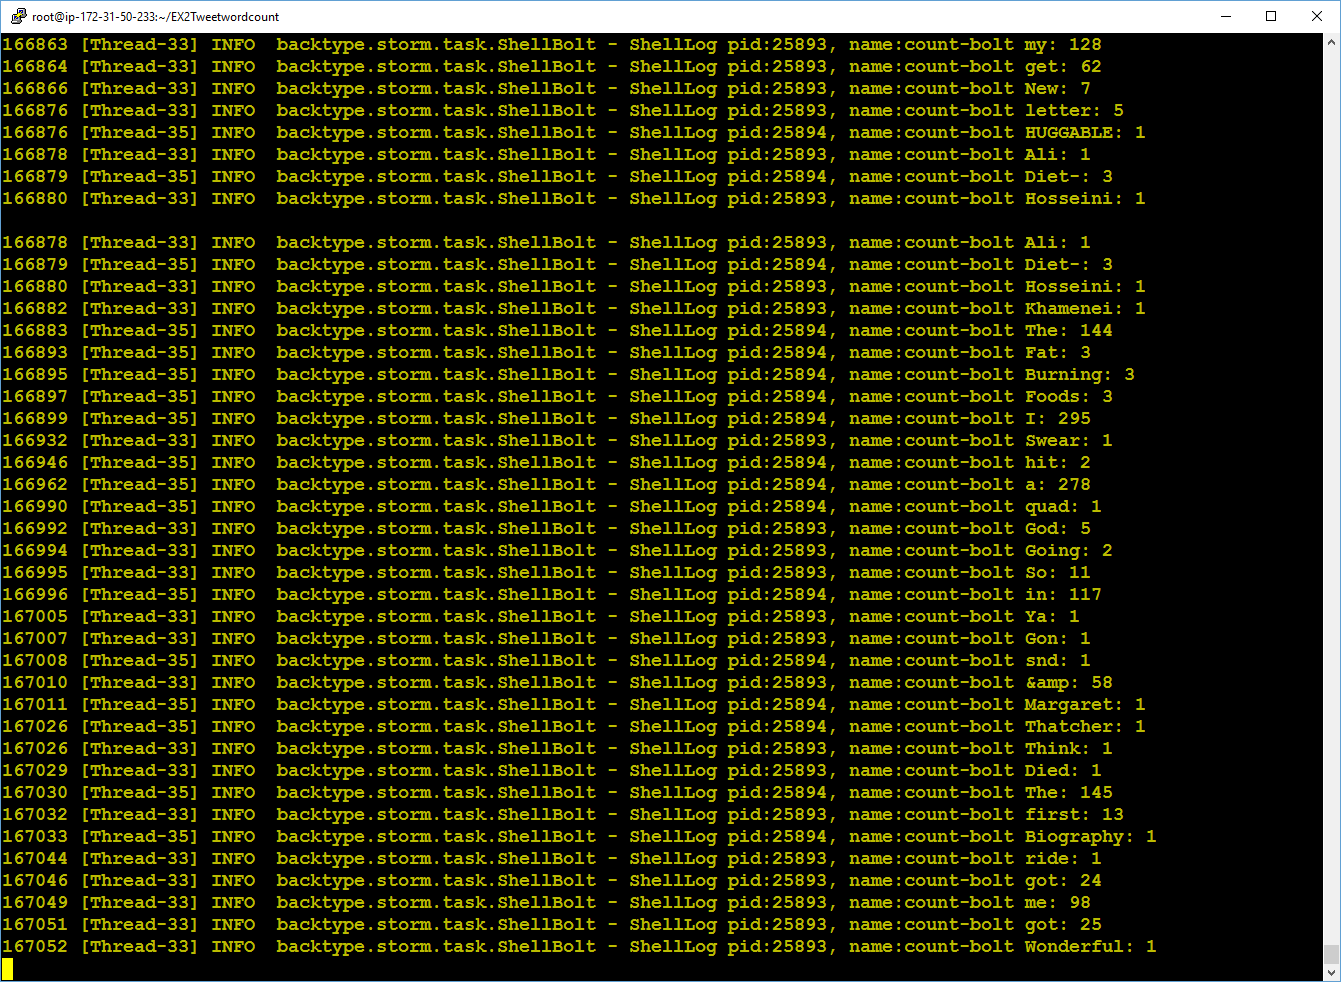 root@ip-172-31-50-233:~/EX2Tweetwordcount
166863 [Thread-33] INFO  backtype.storm.task.ShellBolt - ShellLog pid:25893, name:count-bolt my: 128
166864 [Thread-33] INFO  backtype.storm.task.ShellBolt - ShellLog pid:25893, name:count-bolt get: 62
166866 [Thread-33] INFO  backtype.storm.task.ShellBolt - ShellLog pid:25893, name:count-bolt New: 7
166876 [Thread-33] INFO  backtype.storm.task.ShellBolt - ShellLog pid:25893, name:count-bolt letter: 5
166876 [Thread-35] INFO  backtype.storm.task.ShellBolt - ShellLog pid:25894, name:count-bolt HUGGABLE: 1
166878 [Thread-33] INFO  backtype.storm.task.ShellBolt - ShellLog pid:25893, name:count-bolt Ali: 1
166879 [Thread-35] INFO  backtype.storm.task.ShellBolt - ShellLog pid:25894, name:count-bolt Diet-: 3
166880 [Thread-33] INFO  backtype.storm.task.ShellBolt - ShellLog pid:25893, name:count-bolt Hosseini: 1
166878 [Thread-33] INFO  backtype.storm.task.ShellBolt - ShellLog pid:25893, name:count-bolt Ali: 1
166879 [Thread-35] INFO  backtype.storm.task.ShellBolt - ShellLog pid:25894, name:count-bolt Diet-: 3
166880 [Thread-33] INFO  backtype.storm.task.ShellBolt - ShellLog pid:25893, name:count-bolt Hosseini: 1
166882 [Thread-33] INFO  backtype.storm.task.ShellBolt - ShellLog pid:25893, name:count-bolt Khamenei: 1
166883 [Thread-35] INFO  backtype.storm.task.ShellBolt - ShellLog pid:25894, name:count-bolt The: 144
166893 [Thread-35] INFO  backtype.storm.task.ShellBolt - ShellLog pid:25894, name:count-bolt Fat: 3
166895 [Thread-35] INFO  backtype.storm.task.ShellBolt - ShellLog pid:25894, name:count-bolt Burning: 3
166897 [Thread-35] INFO  backtype.storm.task.ShellBolt - ShellLog pid:25894, name:count-bolt Foods: 3
166899 [Thread-35] INFO  backtype.storm.task.ShellBolt - ShellLog pid:25894, name:count-bolt I: 295
166932 [Thread-33] INFO  backtype.storm.task.ShellBolt - ShellLog pid:25893, name:count-bolt Swear: 1
166946 [Thread-35] INFO  backtype.storm.task.ShellBolt - ShellLog pid:25894, name:count-bolt hit: 2
166962 [Thread-35] INFO  backtype.storm.task.ShellBolt - ShellLog pid:25894, name:count-bolt a: 278
166990 [Thread-35] INFO  backtype.storm.task.ShellBolt - ShellLog pid:25894, name:count-bolt quad: 1
166992 [Thread-33] INFO  backtype.storm.task.ShellBolt - ShellLog pid:25893, name:count-bolt God: 5
166994 [Thread-33] INFO  backtype.storm.task.ShellBolt - ShellLog pid:25893, name:count-bolt Going: 2
166995 [Thread-33] INFO  backtype.storm.task.ShellBolt - ShellLog pid:25893, name:count-bolt So: 11
166996 [Thread-35] INFO  backtype.storm.task.ShellBolt - ShellLog pid:25894, name:count-bolt in: 117
167005 [Thread-33] INFO  backtype.storm.task.ShellBolt - ShellLog pid:25893, name:count-bolt Ya: 1
167007 [Thread-33] INFO  backtype.storm.task.ShellBolt - ShellLog pid:25893, name:count-bolt Gon: 1
167008 [Thread-35] INFO  backtype.storm.task.ShellBolt - ShellLog pid:25894, name:count-bolt snd: 1
167010 [Thread-33] INFO  backtype.storm.task.ShellBolt - ShellLog pid:25893, name:count-bolt &amp: 58
167011 [Thread-35] INFO  backtype.storm.task.ShellBolt - ShellLog pid:25894, name:count-bolt Margaret: 1
167026 [Thread-35] INFO  backtype.storm.task.ShellBolt - ShellLog pid:25894, name:count-bolt Thatcher: 1
167026 [Thread-33] INFO  backtype.storm.task.ShellBolt - ShellLog pid:25893, name:count-bolt Think: 1
167029 [Thread-33] INFO  backtype.storm.task.ShellBolt - ShellLog pid:25893, name:count-bolt Died: 1
167030 [Thread-35] INFO  backtype.storm.task.ShellBolt - ShellLog pid:25894, name:count-bolt The: 145
167032 [Thread-33] INFO  backtype.storm.task.ShellBolt - ShellLog pid:25893, name:count-bolt first: 13
167033 [Thread-35] INFO  backtype.storm.task.ShellBolt - ShellLog pid:25894, name:count-bolt Biography: 1
167044 [Thread-33] INFO  backtype.storm.task.ShellBolt - ShellLog pid:25893, name:count-bolt ride: 1
167046 [Thread-33] INFO  backtype.storm.task.ShellBolt - ShellLog pid:25893, name:count-bolt got: 24
167049 [Thread-33] INFO  backtype.storm.task.ShellBolt - ShellLog pid:25893, name:count-bolt me: 98
167051 [Thread-33] INFO  backtype.storm.task.ShellBolt - ShellLog pid:25893, name:count-bolt got: 25
167052 [Thread-33] INFO  backtype.storm.task.ShellBolt - ShellLog pid:25893, name:count-bolt Wonderful: 1